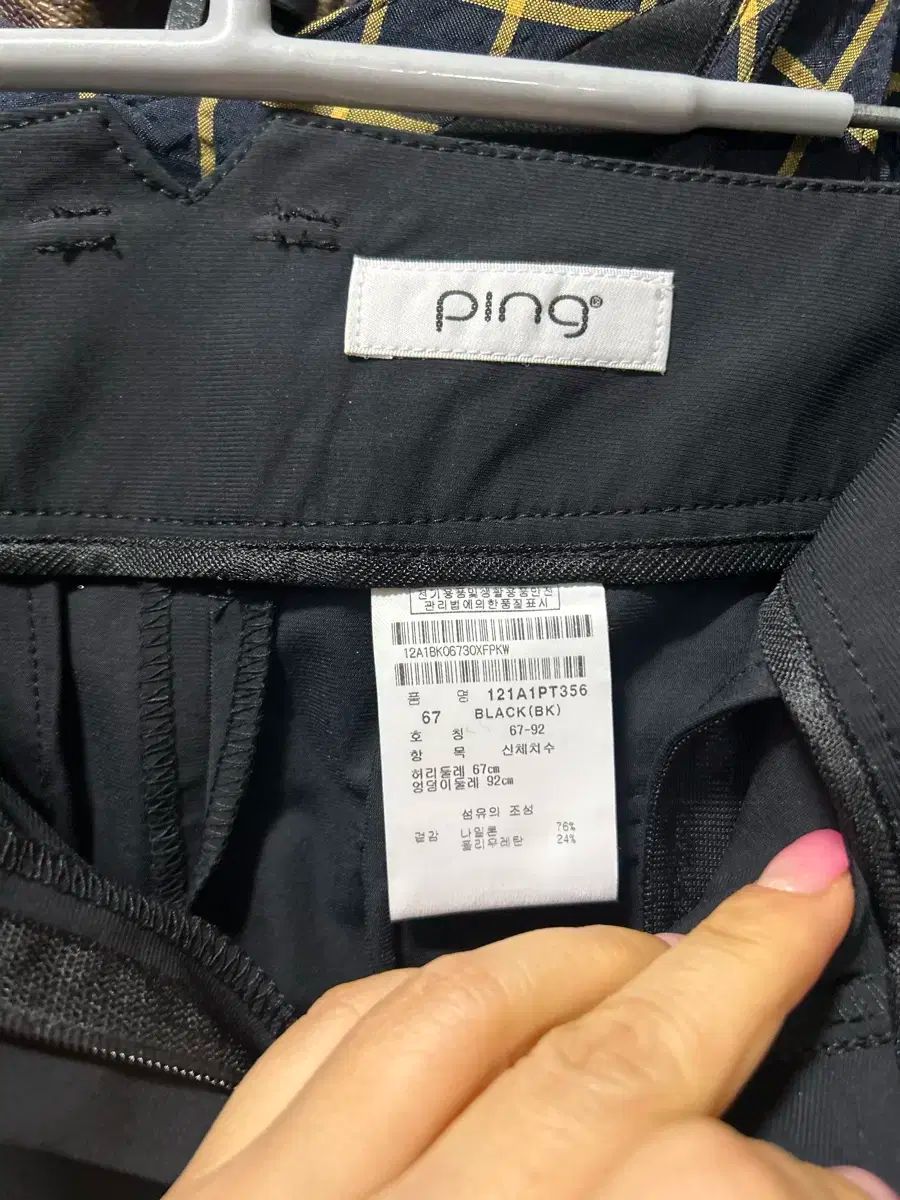 ping®
전기용품및생활용품안전
관리법에의한품질표시
12A1BK06730XFPKW
품 명 121A1PT356
67 BLACK(BK)
호 칭 67-92
항 목 신체치수
허리둘레 67cm
엉덩이둘레 92cm
섬유의 조성
겉감 나일론 76%
폴리우레탄 24%